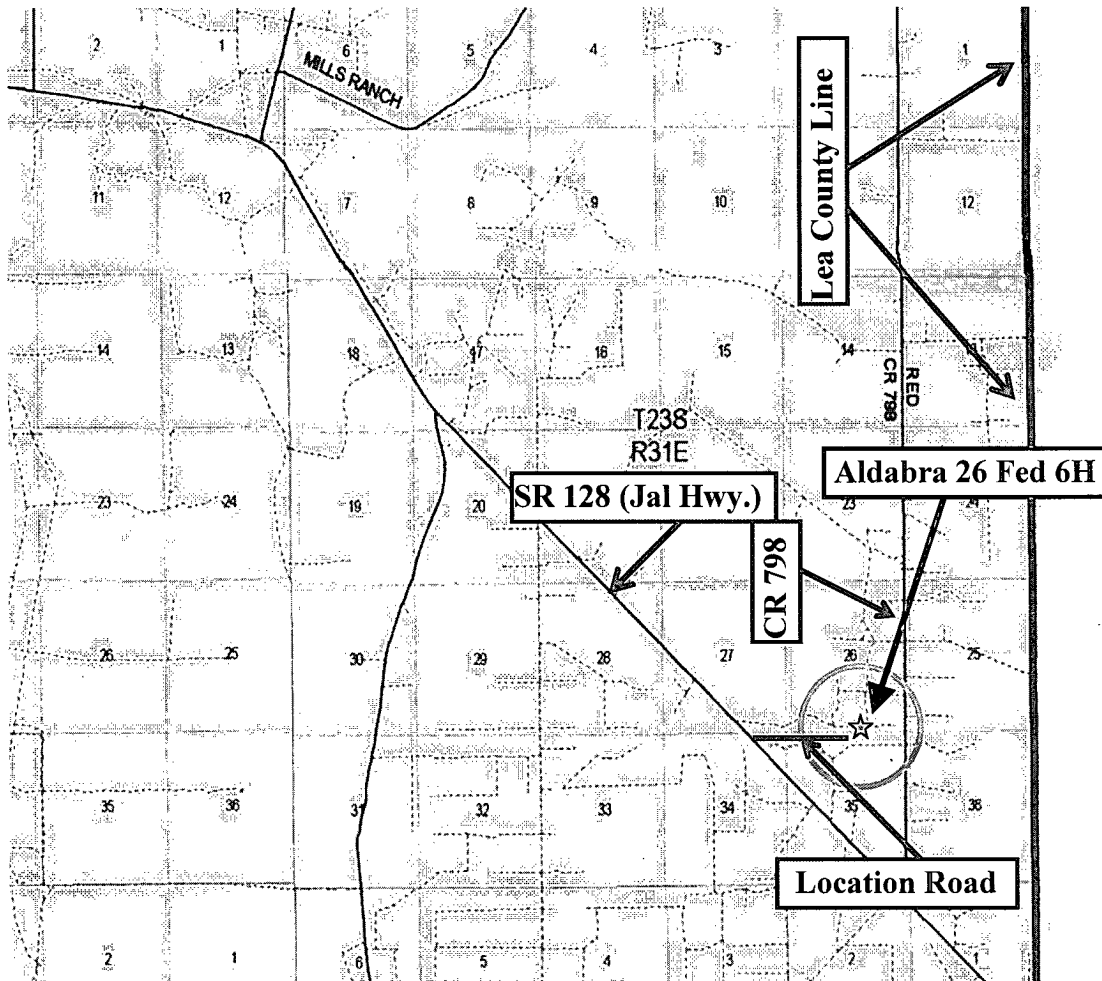 2 1 6 5 4 3 1
MILLS RANCH
Lea County Line
11 12 7 8 9 10 12
14 13 18 17 16 15 14
RED
CR 798
T23S
R31E
Aldabra 26 Fed 6H
SR 128 (Jal Hwy.)
23 24 19 20 23 24
CR 798
26 25 30 29 28 27 26 25
35 36 31 32 33 34 35 36
Location Road
2 1 6 5 4 3 2 1